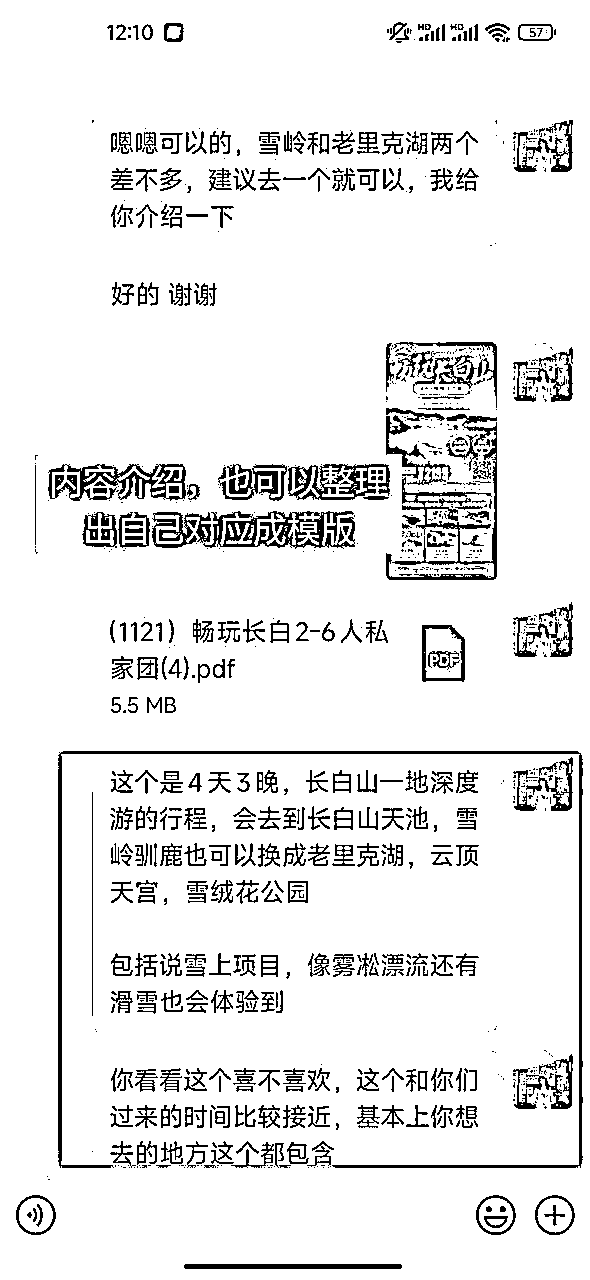 12:10
HD HD 57
嗯嗯可以的，雪岭和老里克湖两个
差不多，建议去一个就可以，我给
你介绍一下
好的 谢谢
内容介绍，也可以整理
出自己对应成模版
(1121）畅玩长白2-6人私
家团(4).pdf
PDF
5.5 MB
这个是4天3晚，长白山一地深度
游的行程，会去到长白山天池，雪
岭驯鹿也可以换成老里克湖，云顶
天宫，雪绒花公园
包括说雪上项目，像雾凇漂流还有
滑雪也会体验到
你看看这个喜不喜欢，这个和你们
过来的时间比较接近，基本上你想
去的地方这个都包含